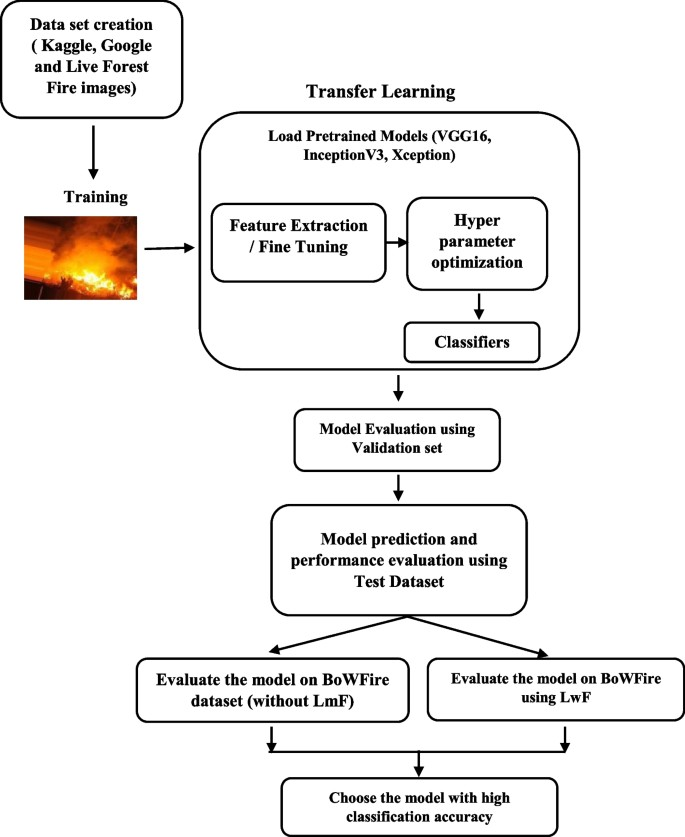 Data set creation
( Kaggle, Google
and Live Forest
Fire images)
Training
Transfer Learning
Load Pretrained Models (VGG16,
InceptionV3, Xception)
Feature Extraction
/ Fine Tuning
Hyper
parameter
optimization
Classifiers
Model Evaluation using
Validation set
Model prediction and
performance evaluation using
Test Dataset
Evaluate the model on BoWFire
dataset (without LmF)
Evaluate the model on BoWFire
using LwF
Choose the model with high
classification accuracy